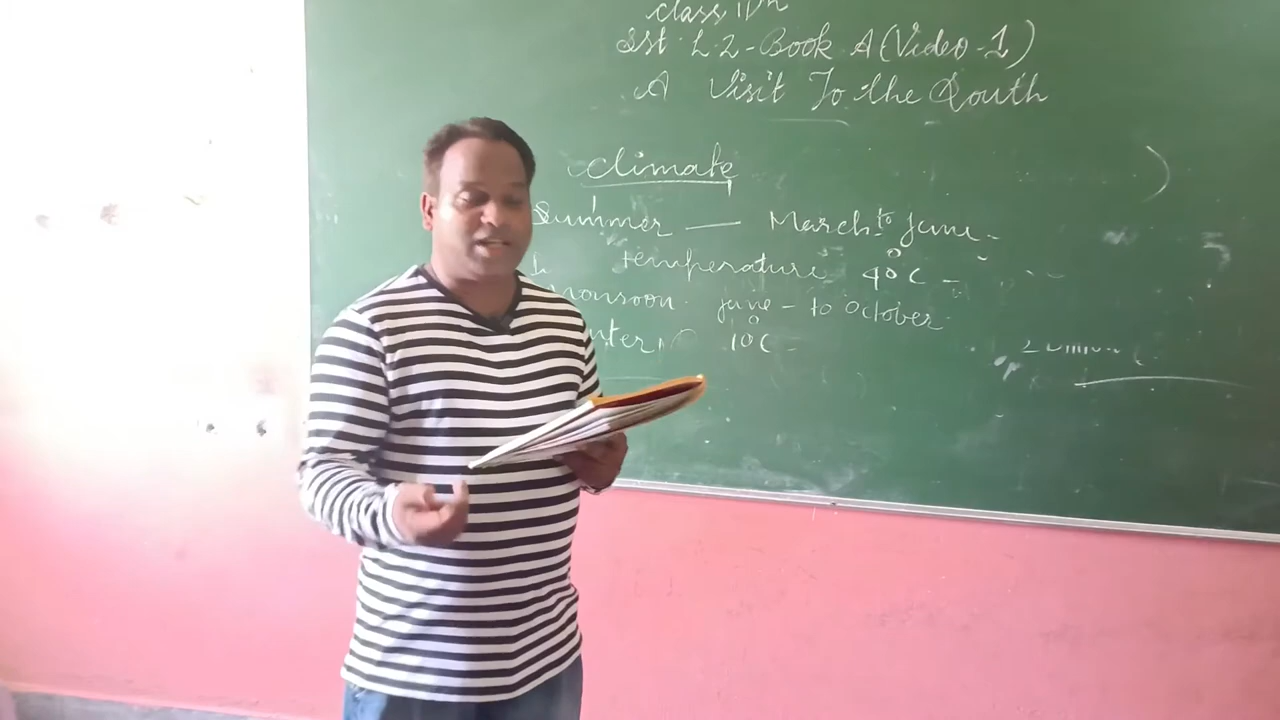 class
Sst L 2 - Book A (Video - 1)
A Visit To the South
climate
Summer — March to June -
temperature 40°C -
monsoon June - to October
10°C -